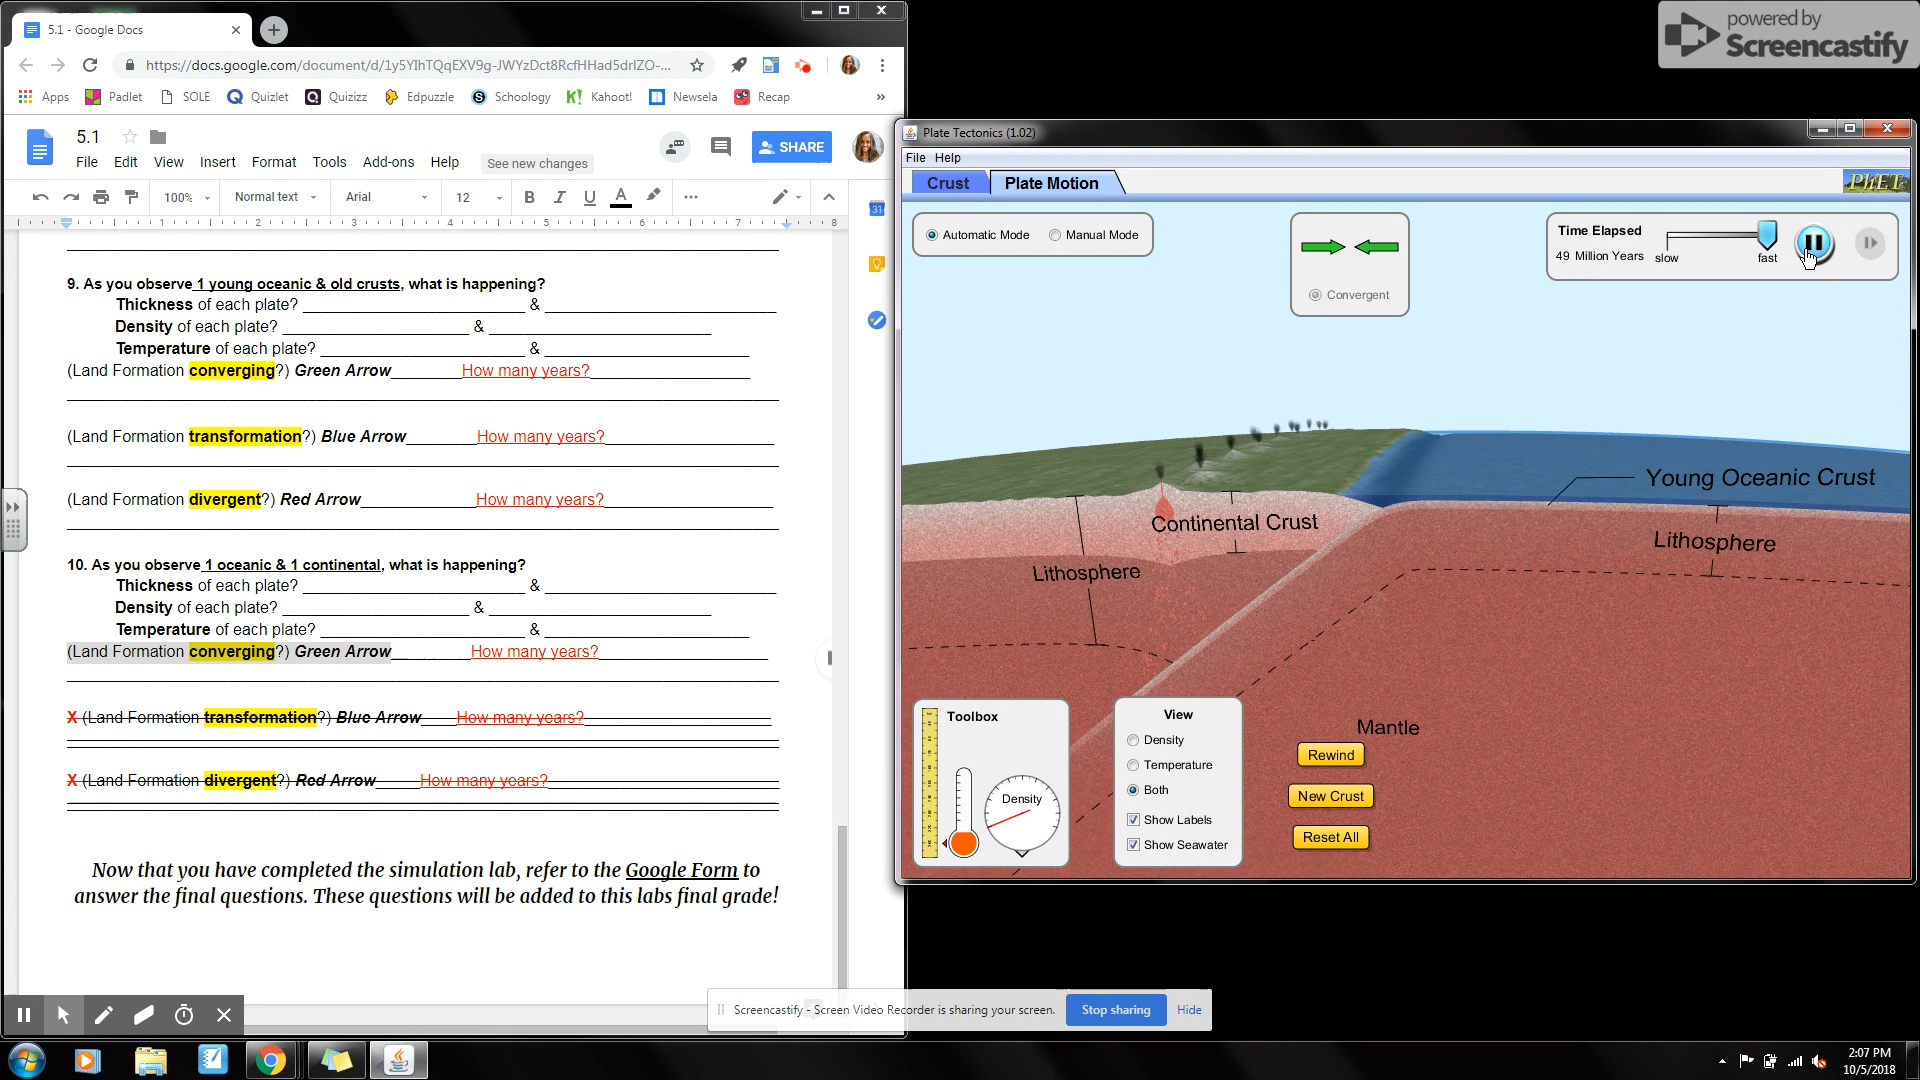 powered by
Screencastify
5.1 - Google Docs
https://docs.google.com/document/d/1y5YIhTQqEXV9g-JWYzDct8RcfHHad5drIZO-...
Apps Padlet SOLE Quizlet Quizizz Edpuzzle Schoology Kahoot! Newsela Recap »
5.1
File Edit View Insert Format Tools Add-ons Help See new changes
SHARE
100% Normal text Arial 12 B I U A
1 1 2 3 4 5 6 7 8
31
9. As you observe 1 young oceanic & old crusts, what is happening?
Thickness of each plate? & 
Density of each plate? & 
Temperature of each plate? & 
(Land Formation converging?) Green Arrow How many years?
(Land Formation transformation?) Blue Arrow How many years?
(Land Formation divergent?) Red Arrow How many years?
10. As you observe 1 oceanic & 1 continental, what is happening?
Thickness of each plate? & 
Density of each plate? & 
Temperature of each plate? & 
(Land Formation converging?) Green Arrow How many years?
X (Land Formation transformation?) Blue Arrow How many years?
X (Land Formation divergent?) Red Arrow How many years?
Now that you have completed the simulation lab, refer to the Google Form to
answer the final questions. These questions will be added to this labs final grade!
Plate Tectonics (1.02)
File Help
Crust Plate Motion
PhET
Automatic Mode Manual Mode
Convergent
Time Elapsed
49 Million Years slow fast
Young Oceanic Crust
Continental Crust
Lithosphere
Lithosphere
Mantle
Toolbox
Density
View
Density
Temperature
Both
Show Labels
Show Seawater
Rewind
New Crust
Reset All
Screencastify - Screen Video Recorder is sharing your screen. Stop sharing Hide
2:07 PM
10/5/2018